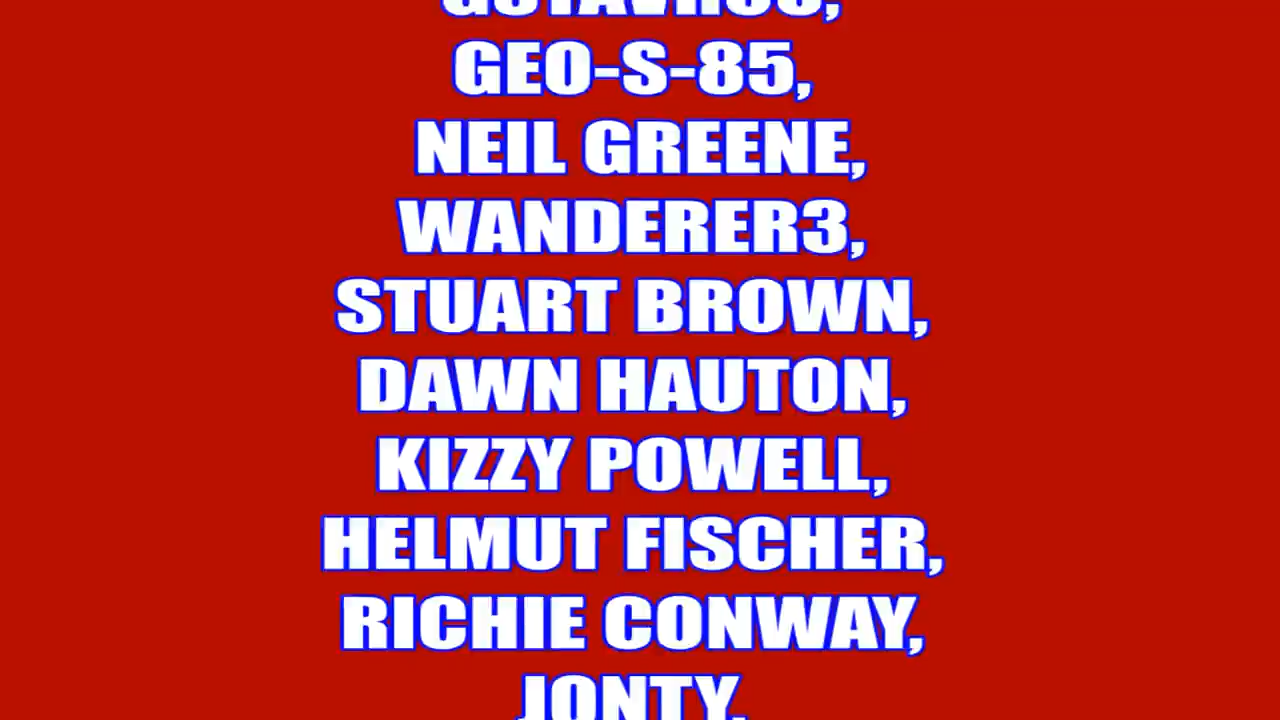 GEO-S-85,
NEIL GREENE,
WANDERER3,
STUART BROWN,
DAWN HAUTON,
KIZZY POWELL,
HELMUT FISCHER,
RICHIE CONWAY,
JONTY,